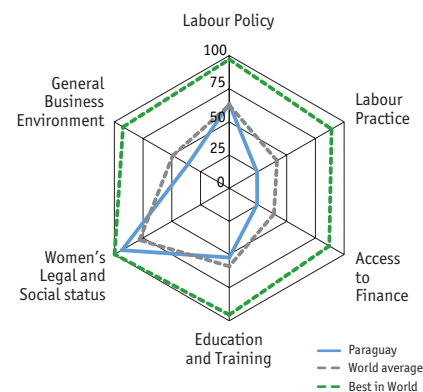 Labour Policy
100
75
50
25
0
General
Business
Environment
Labour
Practice
Women's
Legal and
Social status
Access
to
Finance
Education
and Training
Paraguay
World average
Best in World